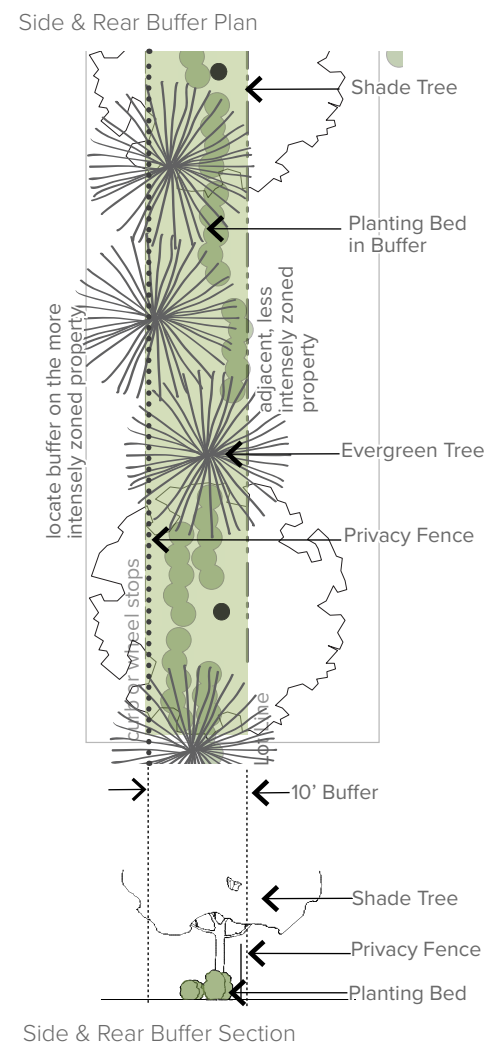 Side & Rear Buffer Plan
Shade Tree
Planting Bed
in Buffer
adjacent, less
intensely zoned
property
locate buffer on the more
intensely zoned property
Evergreen Tree
Privacy Fence
curb or wheel stops
Lot Line
10’ Buffer
Shade Tree
Privacy Fence
Planting Bed
Side & Rear Buffer Section